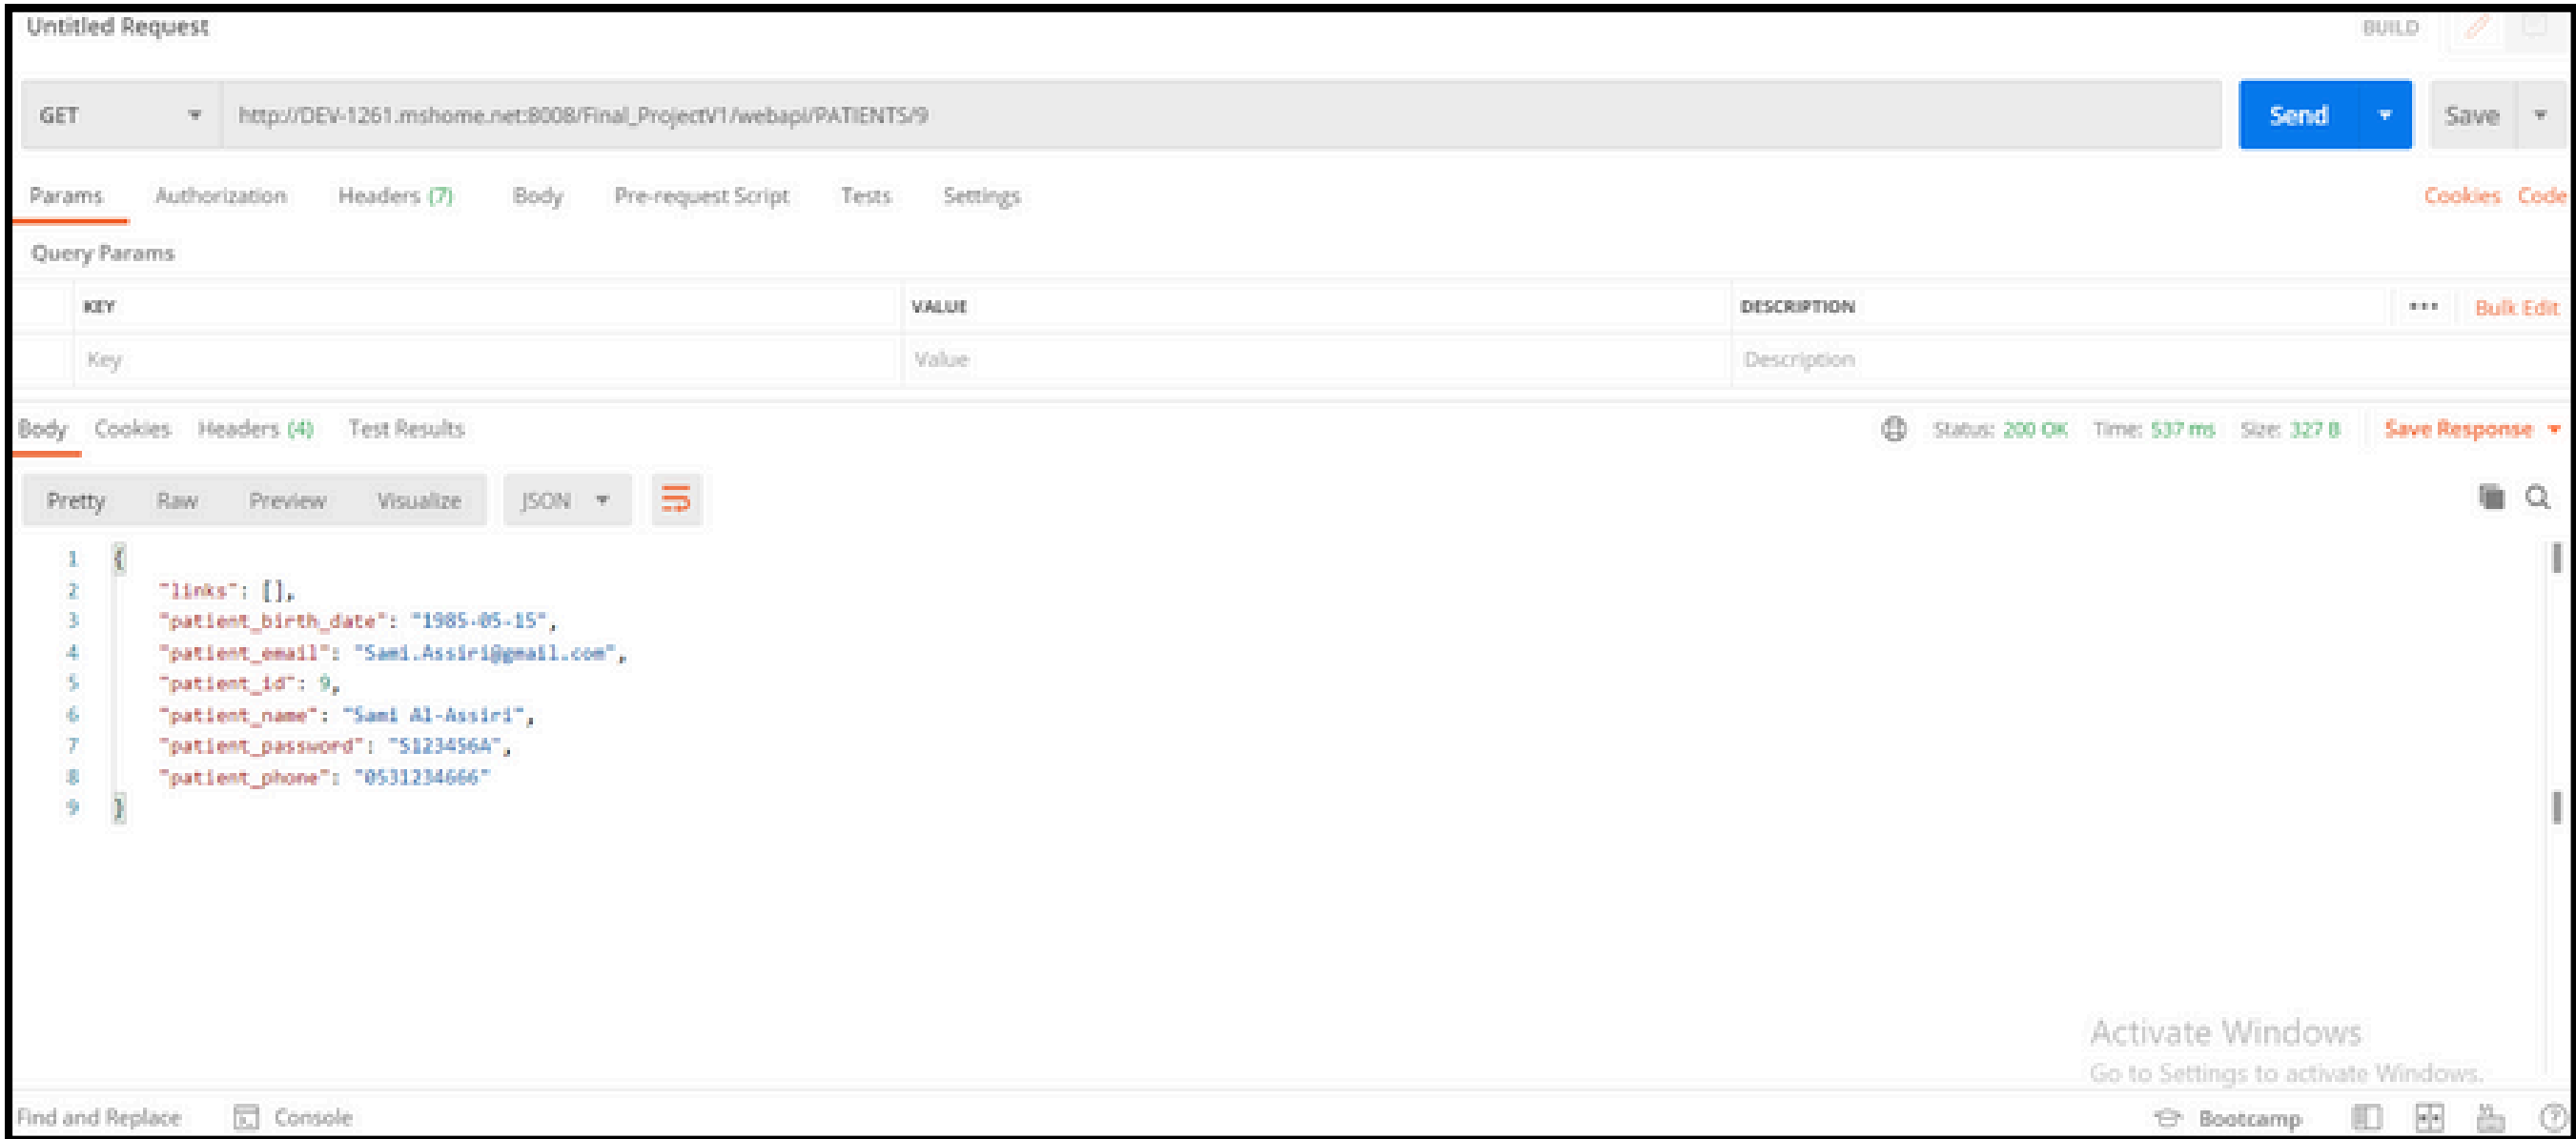 Untitled Request BUILD
GET http://DEV-1261.mshome.net:8008/Final_ProjectV1/webapi/PATIENTS/9 Send Save
Params Authorization Headers (7) Body Pre-request Script Tests Settings Cookies Code
Query Params
KEY VALUE DESCRIPTION ••• Bulk Edit
Key Value Description
Body Cookies Headers (4) Test Results Status: 200 OK Time: 537 ms Size: 327 B Save Response
Pretty Raw Preview Visualize JSON
1 {
2 "links": [],
3 "patient_birth_date": "1985-05-15",
4 "patient_email": "Sami.Assiri@gmail.com",
5 "patient_id": 9,
6 "patient_name": "Sami Al-Assiri",
7 "patient_password": "S123456A",
8 "patient_phone": "0531234666"
9 }
Activate Windows
Go to Settings to activate Windows.
Find and Replace Console Bootcamp